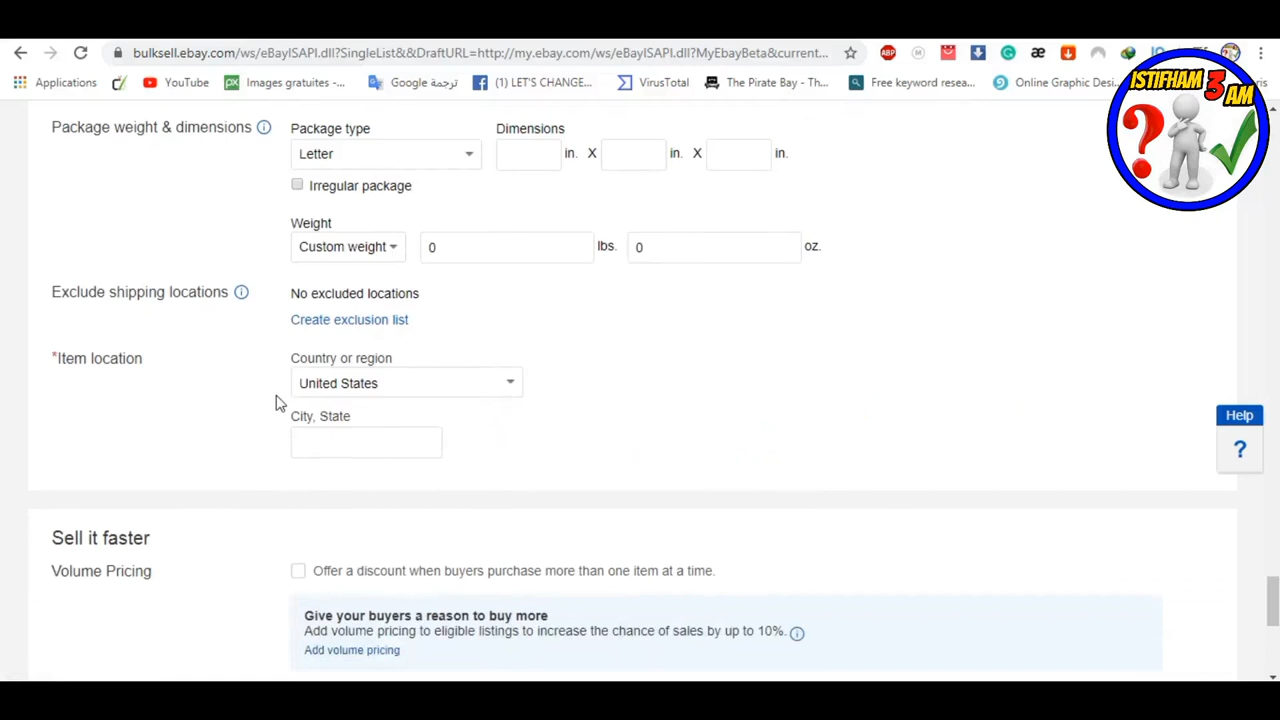 bulksell.ebay.com/ws/eBayISAPI.dll?SingleList&&DraftURL=http://my.ebay.com/ws/eBayISAPI.dll?MyEbayBeta&current...
ABP
M
æ
Applications
YouTube
px
Images gratuites -...
Google ترجمة
(1) LET'S CHANGE...
VirusTotal
The Pirate Bay - Th...
Free keyword resea...
Online Graphic Desi...
ISTIFHAM 3 AM
Package weight & dimensions
Package type
Dimensions
Letter
in. X in. X in.
Irregular package
Weight
Custom weight
0 lbs. 0 oz.
Exclude shipping locations
No excluded locations
Create exclusion list
*Item location
Country or region
United States
City, State
Help
?
Sell it faster
Volume Pricing
Offer a discount when buyers purchase more than one item at a time.
Give your buyers a reason to buy more
Add volume pricing to eligible listings to increase the chance of sales by up to 10%.
Add volume pricing